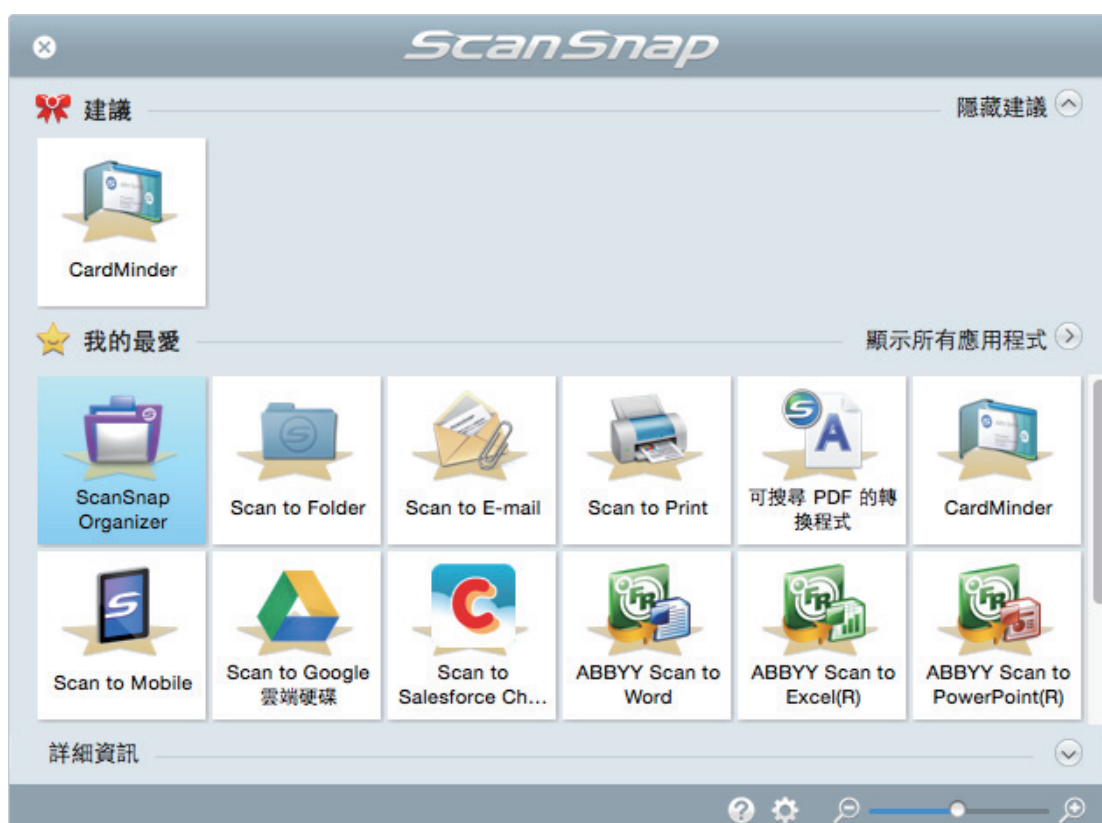 ScanSnap
建議
隱藏建議
CardMinder
我的最愛
顯示所有應用程式
ScanSnap
Organizer
Scan to Folder
Scan to E-mail
Scan to Print
可搜尋 PDF 的轉
換程式
CardMinder
Scan to Mobile
Scan to Google
雲端硬碟
Scan to
Salesforce Ch...
ABBYY Scan to
Word
ABBYY Scan to
Excel(R)
ABBYY Scan to
PowerPoint(R)
詳細資訊